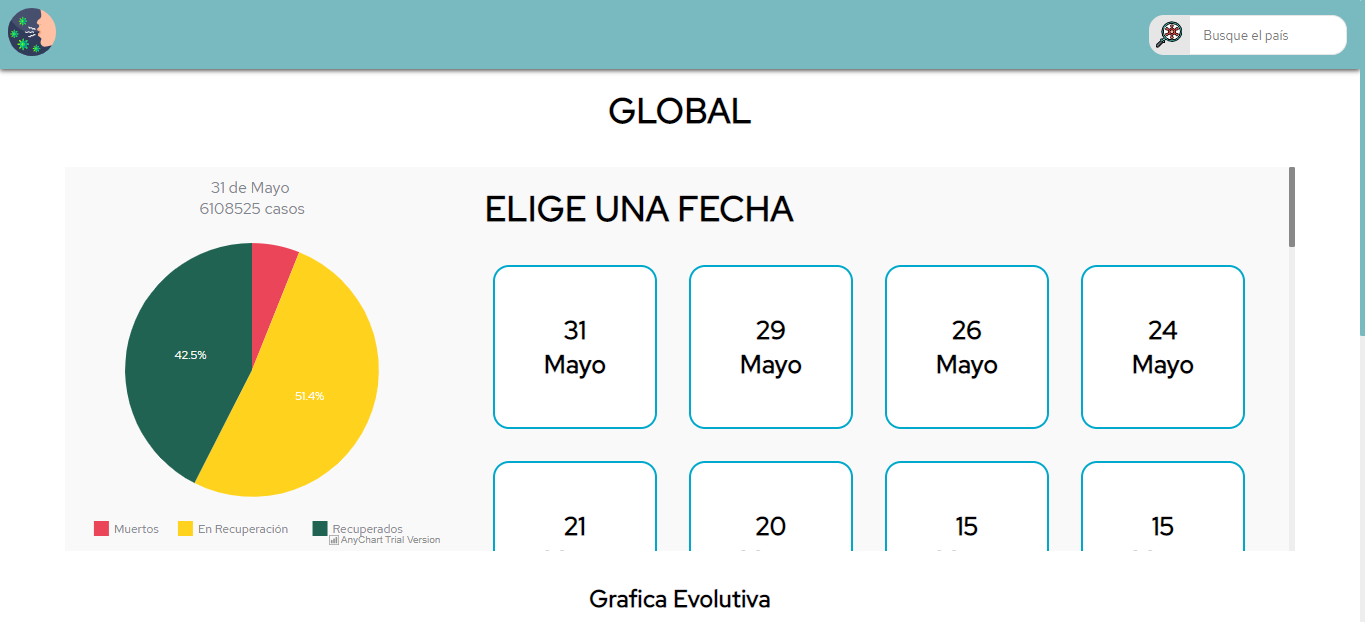 Busque el país
GLOBAL
31 de Mayo
6108525 casos
42.5%
51.4%
Muertos
En Recuperación
Recuperados
AnyChart Trial Version
ELIGE UNA FECHA
31
Mayo
29
Mayo
26
Mayo
24
Mayo
21
20
15
15
Grafica Evolutiva